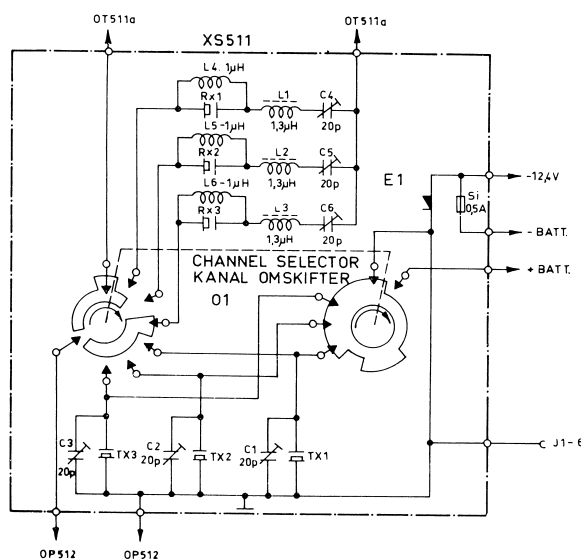 OT511a
OT511a
XS511
L4. 1µH
Rx1
L1
1,3µH
C4
20p
L5-1µH
Rx2
L2
1,3µH
C5
20p
L6-1µH
Rx3
L3
1,3µH
C6
20p
E1
-12,4V
Si
0,5A
- BATT.
+ BATT.
CHANNEL SELECTOR
KANAL OMSKIFTER
O1
C3
20p
TX3
C2
20p
TX2
C1
20p
TX1
J1-6
OP512
OP512